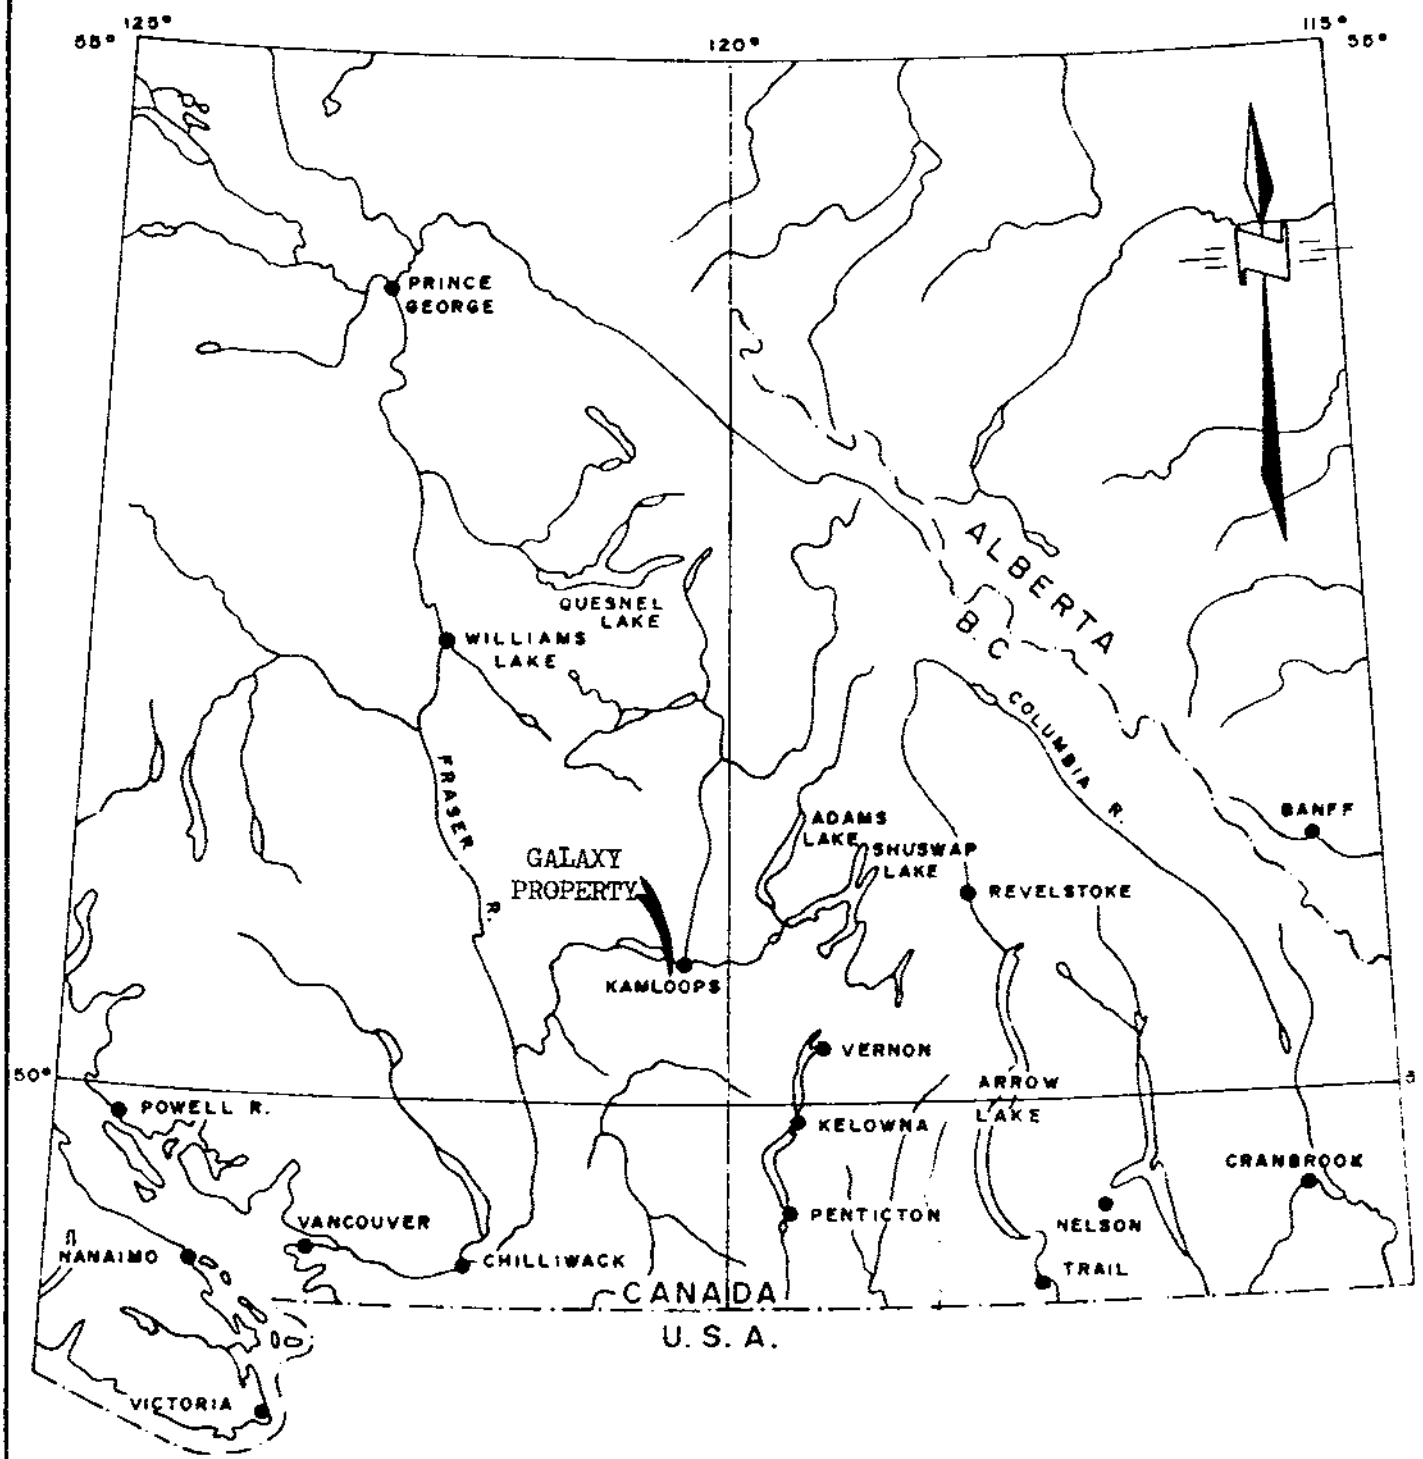 125°
120°
115°
55°
55°
PRINCE
GEORGE
ALBERTA
B.C
QUESNEL
LAKE
WILLIAMS
LAKE
COLUMBIA R.
FRASER R.
BANFF
ADAMS
LAKE
SHUSWAP
LAKE
GALAXY
PROPERTY
REVELSTOKE
KAMLOOPS
VERNON
50°
ARROW
LAKE
POWELL R.
KELOWNA
CRANBROOK
VANCOUVER
PENTICTON
NELSON
NANAIMO
CHILLIWACK
TRAIL
CANADA
U.S.A.
VICTORIA